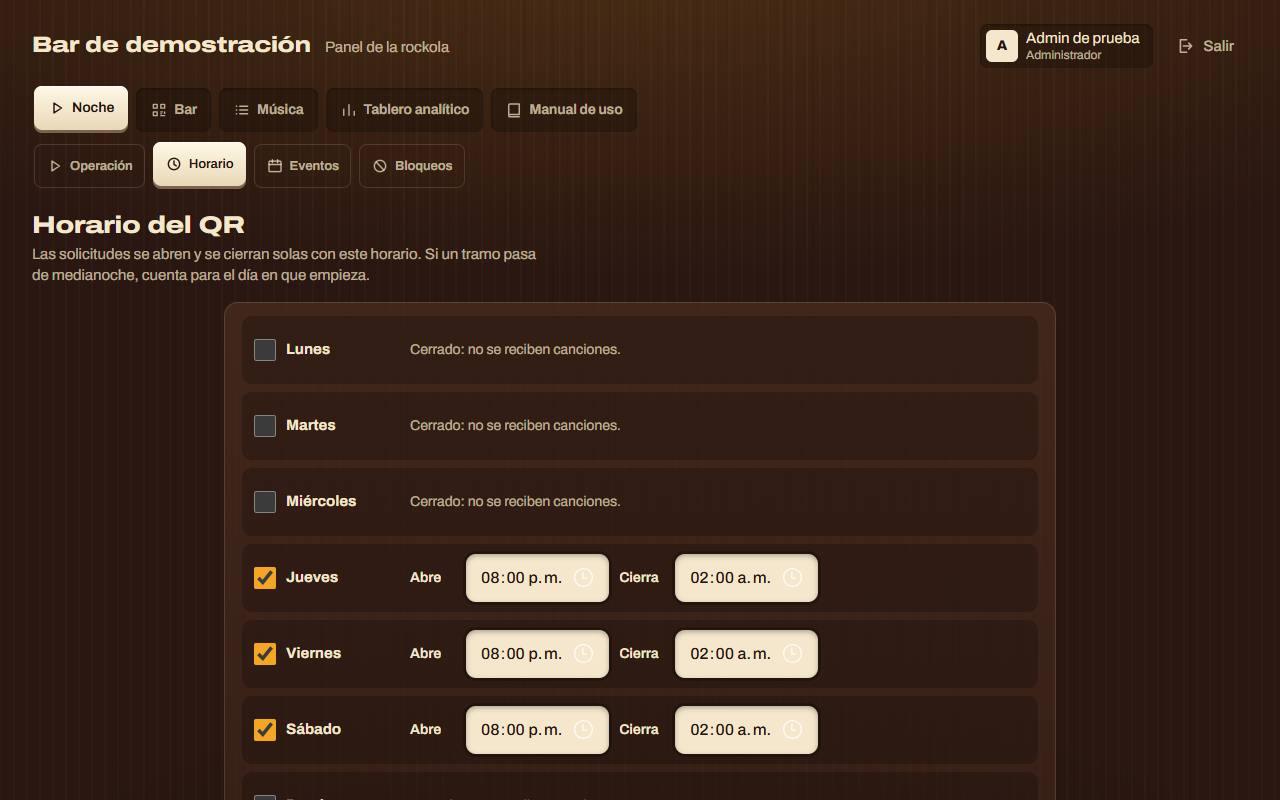 Bar de demostración Panel de la rockola
A Admin de prueba
Administrador
Salir
Noche Bar Música Tablero analítico Manual de uso
Operación Horario Eventos Bloqueos
Horario del QR
Las solicitudes se abren y se cierran solas con este horario. Si un tramo pasa
de medianoche, cuenta para el día en que empieza.
Lunes Cerrado: no se reciben canciones.
Martes Cerrado: no se reciben canciones.
Miércoles Cerrado: no se reciben canciones.
Jueves Abre 08:00 p.m. Cierra 02:00 a.m.
Viernes Abre 08:00 p.m. Cierra 02:00 a.m.
Sábado Abre 08:00 p.m. Cierra 02:00 a.m.